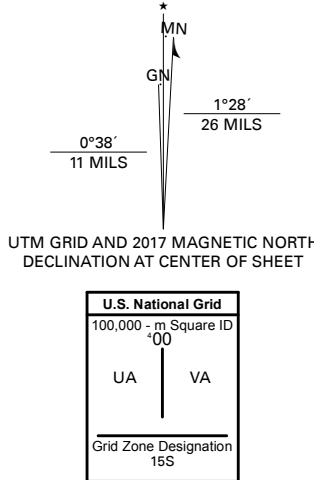 ★
MN
GN
1°28´
26 MILS
0°38´
11 MILS
UTM GRID AND 2017 MAGNETIC NORTH
DECLINATION AT CENTER OF SHEET
U.S. National Grid
100,000 - m Square ID
⁴00
UA VA
Grid Zone Designation
15S